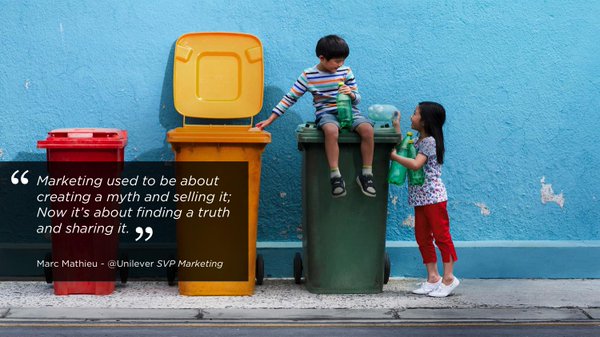 “ Marketing used to be about
creating a myth and selling it;
Now it’s about finding a truth
and sharing it. ”
Marc Mathieu - @Unilever SVP Marketing